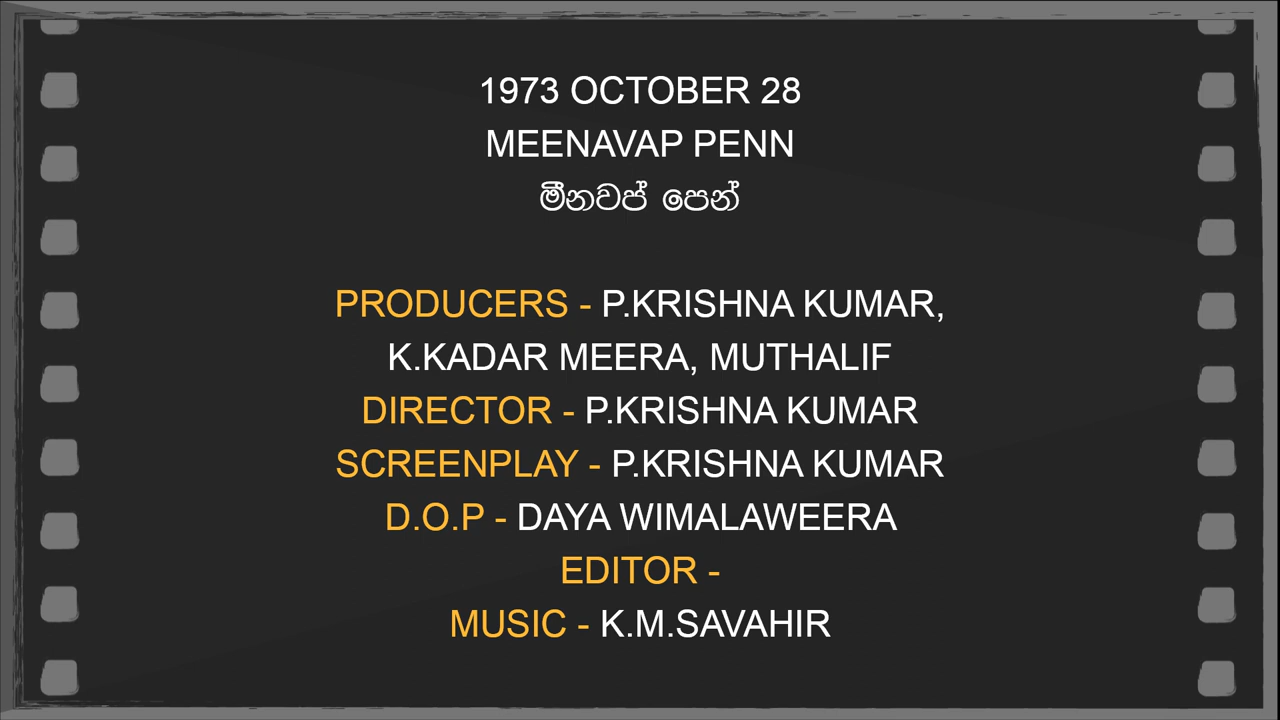 1973 OCTOBER 28
MEENAVAP PENN
මීනවප් පෙන්
PRODUCERS - P.KRISHNA KUMAR,
K.KADAR MEERA, MUTHALIF
DIRECTOR - P.KRISHNA KUMAR
SCREENPLAY - P.KRISHNA KUMAR
D.O.P - DAYA WIMALAWEERA
EDITOR -
MUSIC - K.M.SAVAHIR